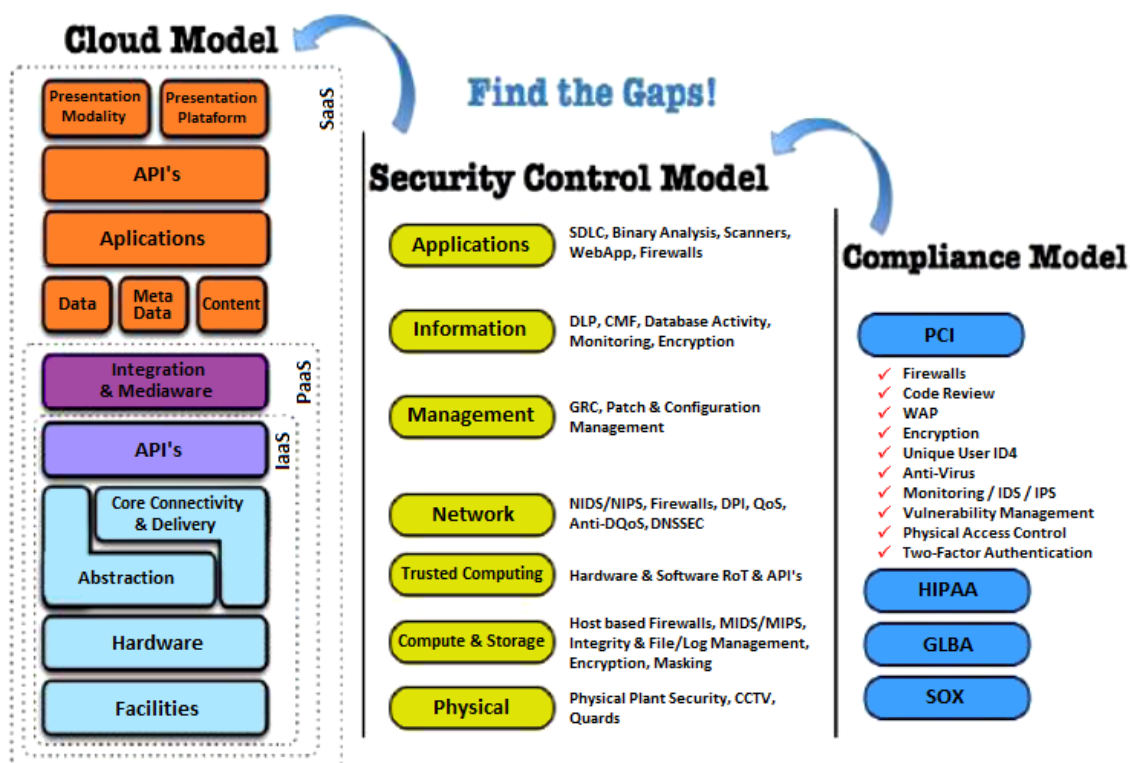 Cloud Model
Presentation
Modality
Presentation
Plataform
SaaS
API's
Aplications
Data
Meta
Data
Content
Integration
& Mediaware
PaaS
API's
IaaS
Core Connectivity
& Delivery
Abstraction
Hardware
Facilities
Find the Gaps!
Security Control Model
Applications
SDLC, Binary Analysis, Scanners,
WebApp, Firewalls
Information
DLP, CMF, Database Activity,
Monitoring, Encryption
Management
GRC, Patch & Configuration
Management
Network
NIDS/NIPS, Firewalls, DPI, QoS,
Anti-DQoS, DNSSEC
Trusted Computing
Hardware & Software RoT & API's
Compute & Storage
Host based Firewalls, MIDS/MIPS,
Integrity & File/Log Management,
Encryption, Masking
Physical
Physical Plant Security, CCTV,
Quards
Compliance Model
PCI
Firewalls
Code Review
WAP
Encryption
Unique User ID4
Anti-Virus
Monitoring / IDS / IPS
Vulnerability Management
Physical Access Control
Two-Factor Authentication
HIPAA
GLBA
SOX